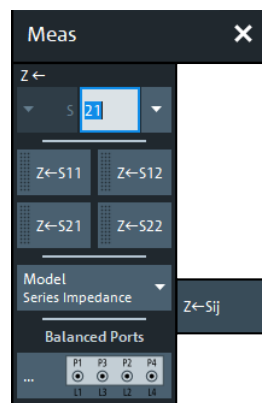 Meas
Z←
S 21
Z←S11 Z←S12
Z←S21 Z←S22
Model
Series Impedance
Z←Sij
Balanced Ports
... P1 P3 P2 P4
L1 L3 L2 L4